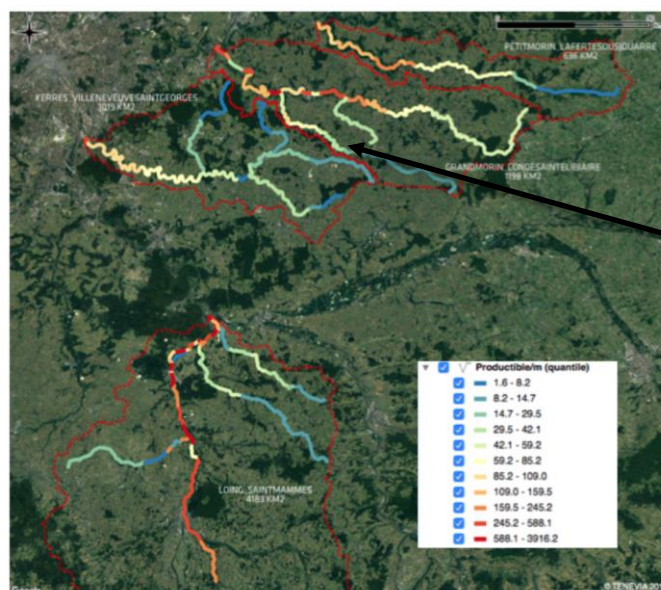 PETITMORIN_LAFERTESOUSJOUARRE
636 KM2
YERRES_VILLENEUVESAINTGEORGES
1015 KM2
GRANDMORIN_CONDESAINTELIBIAIRE
1198 KM2
LOING_SAINTMAMMES
4183 KM2
Productible/m (quantile)
1.6 - 8.2
8.2 - 14.7
14.7 - 29.5
29.5 - 42.1
42.1 - 59.2
59.2 - 85.2
85.2 - 109.0
109.0 - 159.5
159.5 - 245.2
245.2 - 588.1
588.1 - 3916.2
© TENEVIA